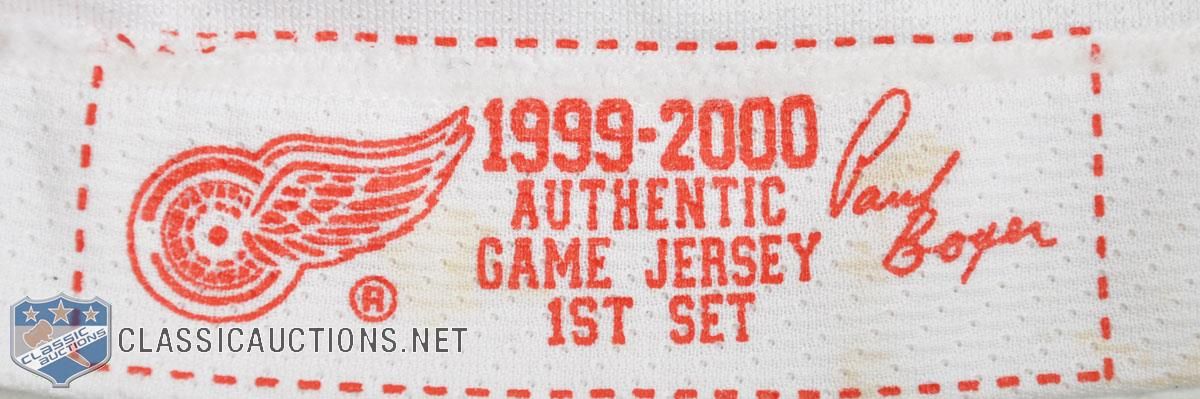 1999-2000
AUTHENTIC
GAME JERSEY
1ST SET
®
Paul
Boyer
CLASSIC
AUCTIONS
CLASSICAUCTIONS.NET